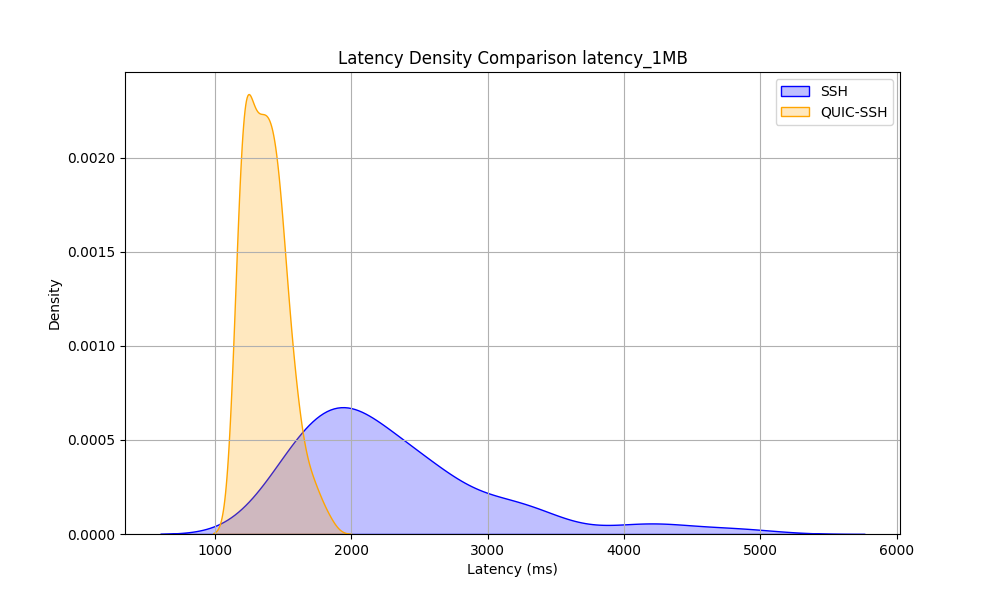 Latency Density Comparison latency_1MB
SSH
QUIC-SSH
0.0020
0.0015
0.0010
0.0005
0.0000
Density
1000 2000 3000 4000 5000 6000
Latency (ms)